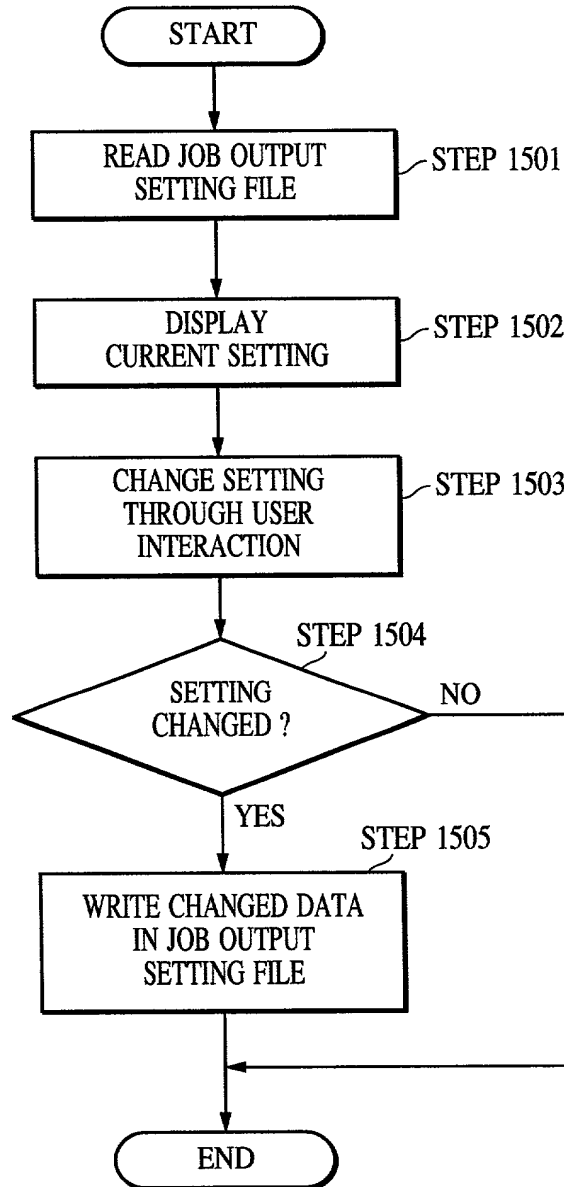 START
READ JOB OUTPUT
SETTING FILE
STEP 1501
DISPLAY
CURRENT SETTING
STEP 1502
CHANGE SETTING
THROUGH USER
INTERACTION
STEP 1503
STEP 1504
SETTING
CHANGED ?
NO
YES
STEP 1505
WRITE CHANGED DATA
IN JOB OUTPUT
SETTING FILE
END